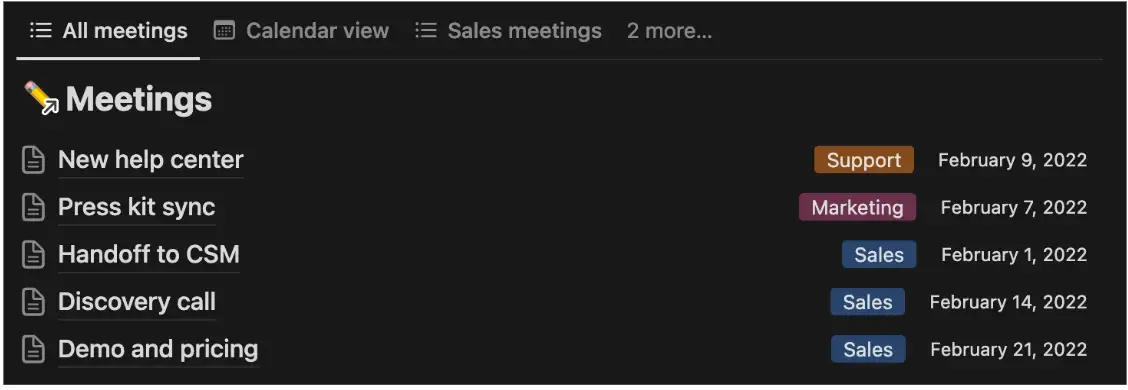 All meetings Calendar view Sales meetings 2 more...
Meetings
New help center Support February 9, 2022
Press kit sync Marketing February 7, 2022
Handoff to CSM Sales February 1, 2022
Discovery call Sales February 14, 2022
Demo and pricing Sales February 21, 2022